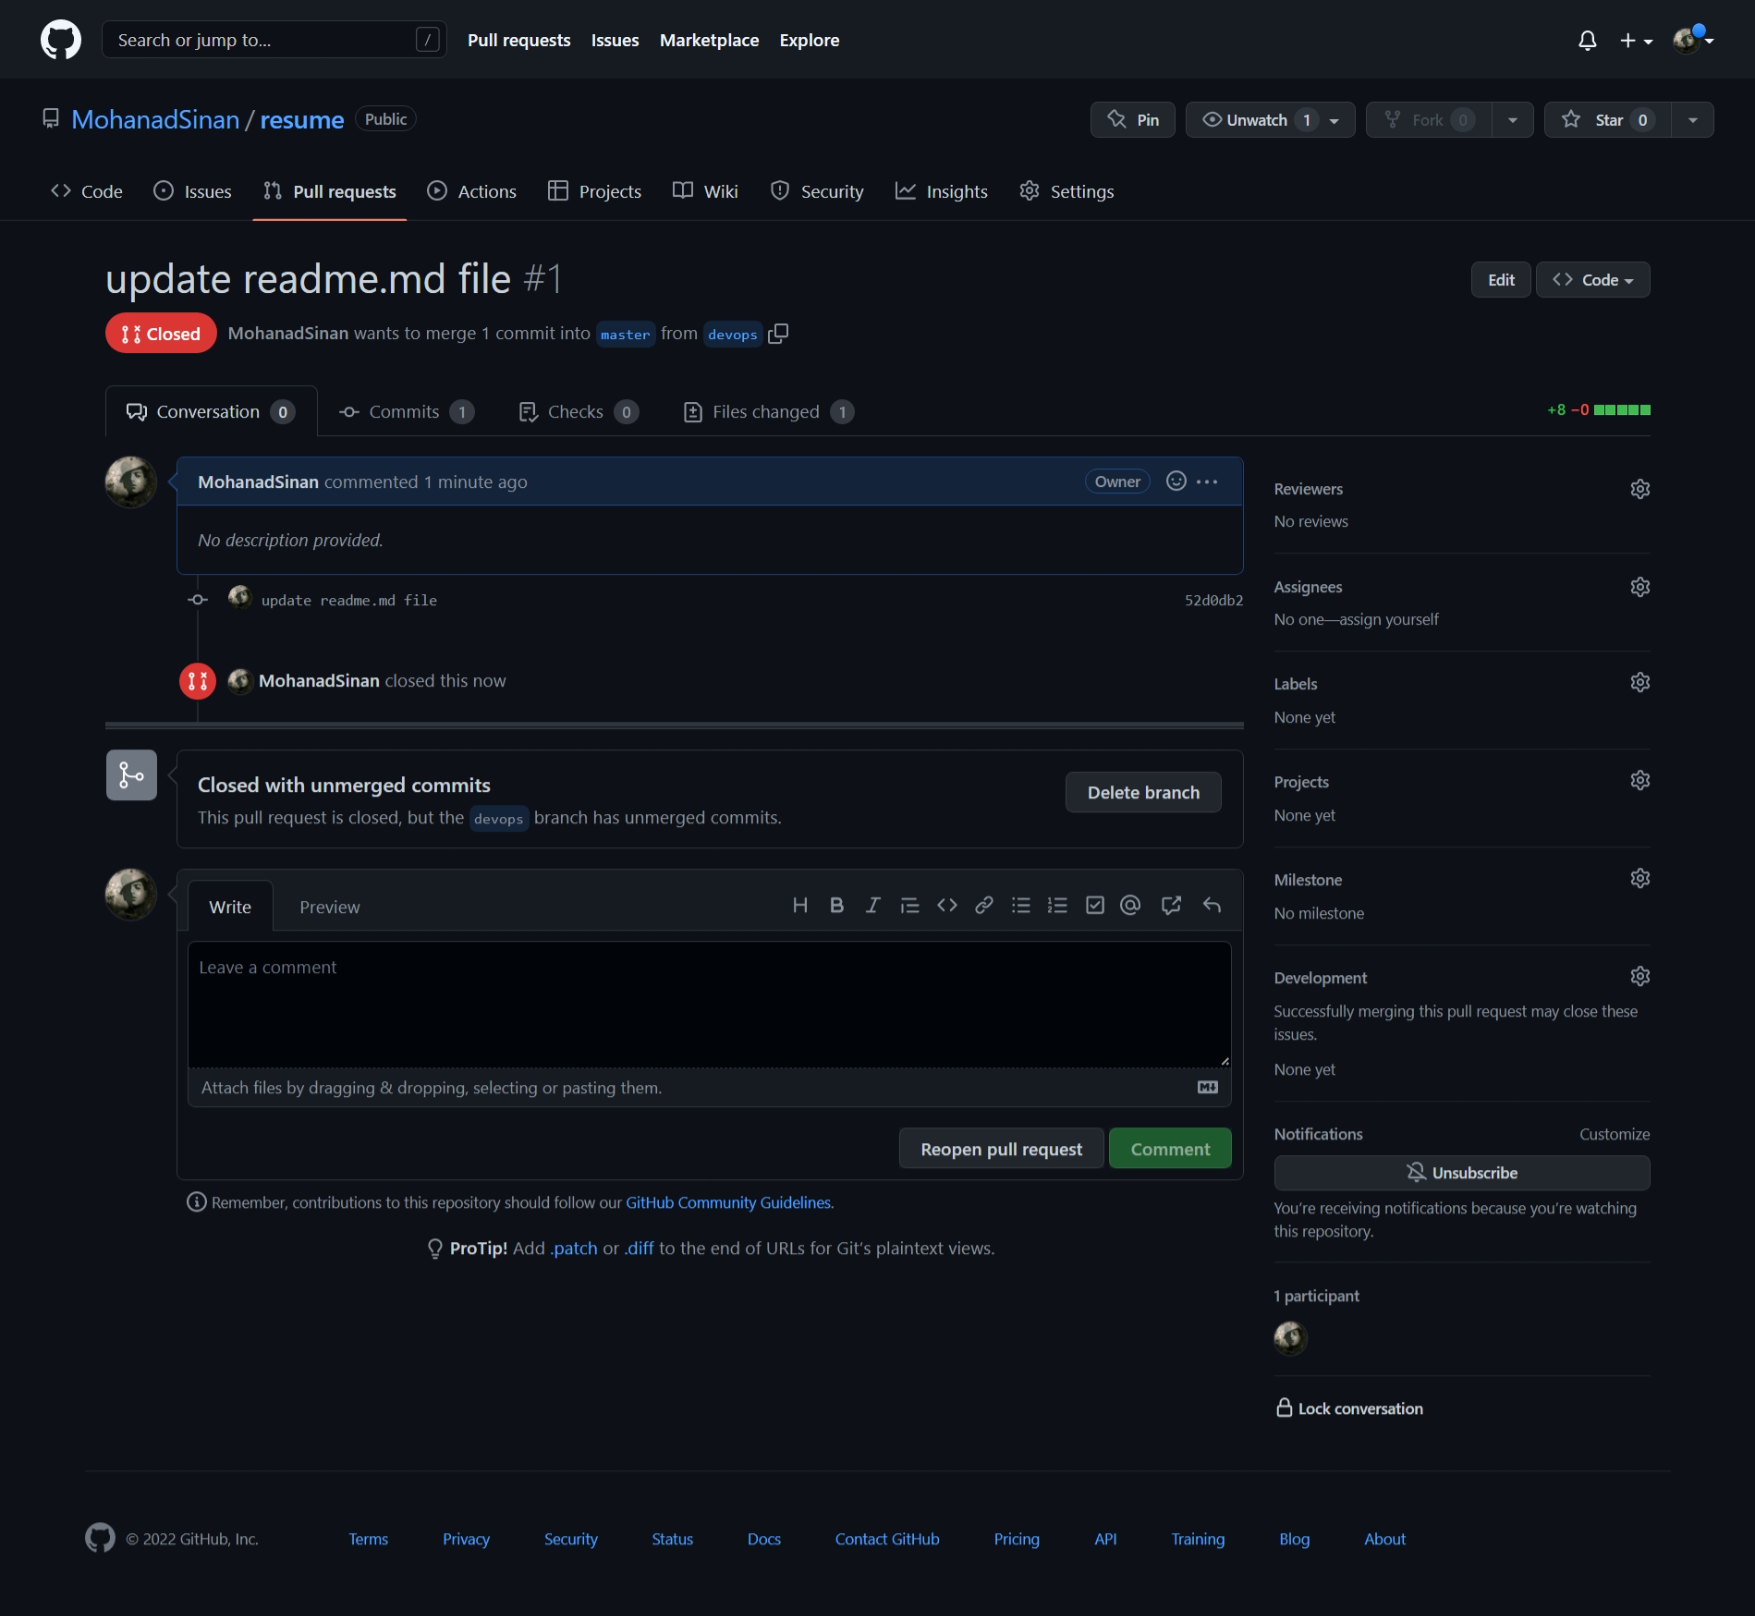 Search or jump to... /
Pull requests Issues Marketplace Explore
MohanadSinan / resume Public
Pin Unwatch 1 Fork 0 Star 0
Code Issues Pull requests Actions Projects Wiki Security Insights Settings
update readme.md file #1
Edit Code
Closed MohanadSinan wants to merge 1 commit into master from devops
Conversation 0 Commits 1 Checks 0 Files changed 1
+8 −0
MohanadSinan commented 1 minute ago Owner
No description provided.
update readme.md file 52d0db2
MohanadSinan closed this now
Closed with unmerged commits
This pull request is closed, but the devops branch has unmerged commits.
Delete branch
Write Preview
H B I @
Leave a comment
Attach files by dragging & dropping, selecting or pasting them.
Reopen pull request Comment
Remember, contributions to this repository should follow our GitHub Community Guidelines.
ProTip! Add .patch or .diff to the end of URLs for Git's plaintext views.
Reviewers
No reviews
Assignees
No one—assign yourself
Labels
None yet
Projects
None yet
Milestone
No milestone
Development
Successfully merging this pull request may close these
issues.
None yet
Notifications Customize
Unsubscribe
You're receiving notifications because you're watching
this repository.
1 participant
Lock conversation
© 2022 GitHub, Inc. Terms Privacy Security Status Docs Contact GitHub Pricing API Training Blog About